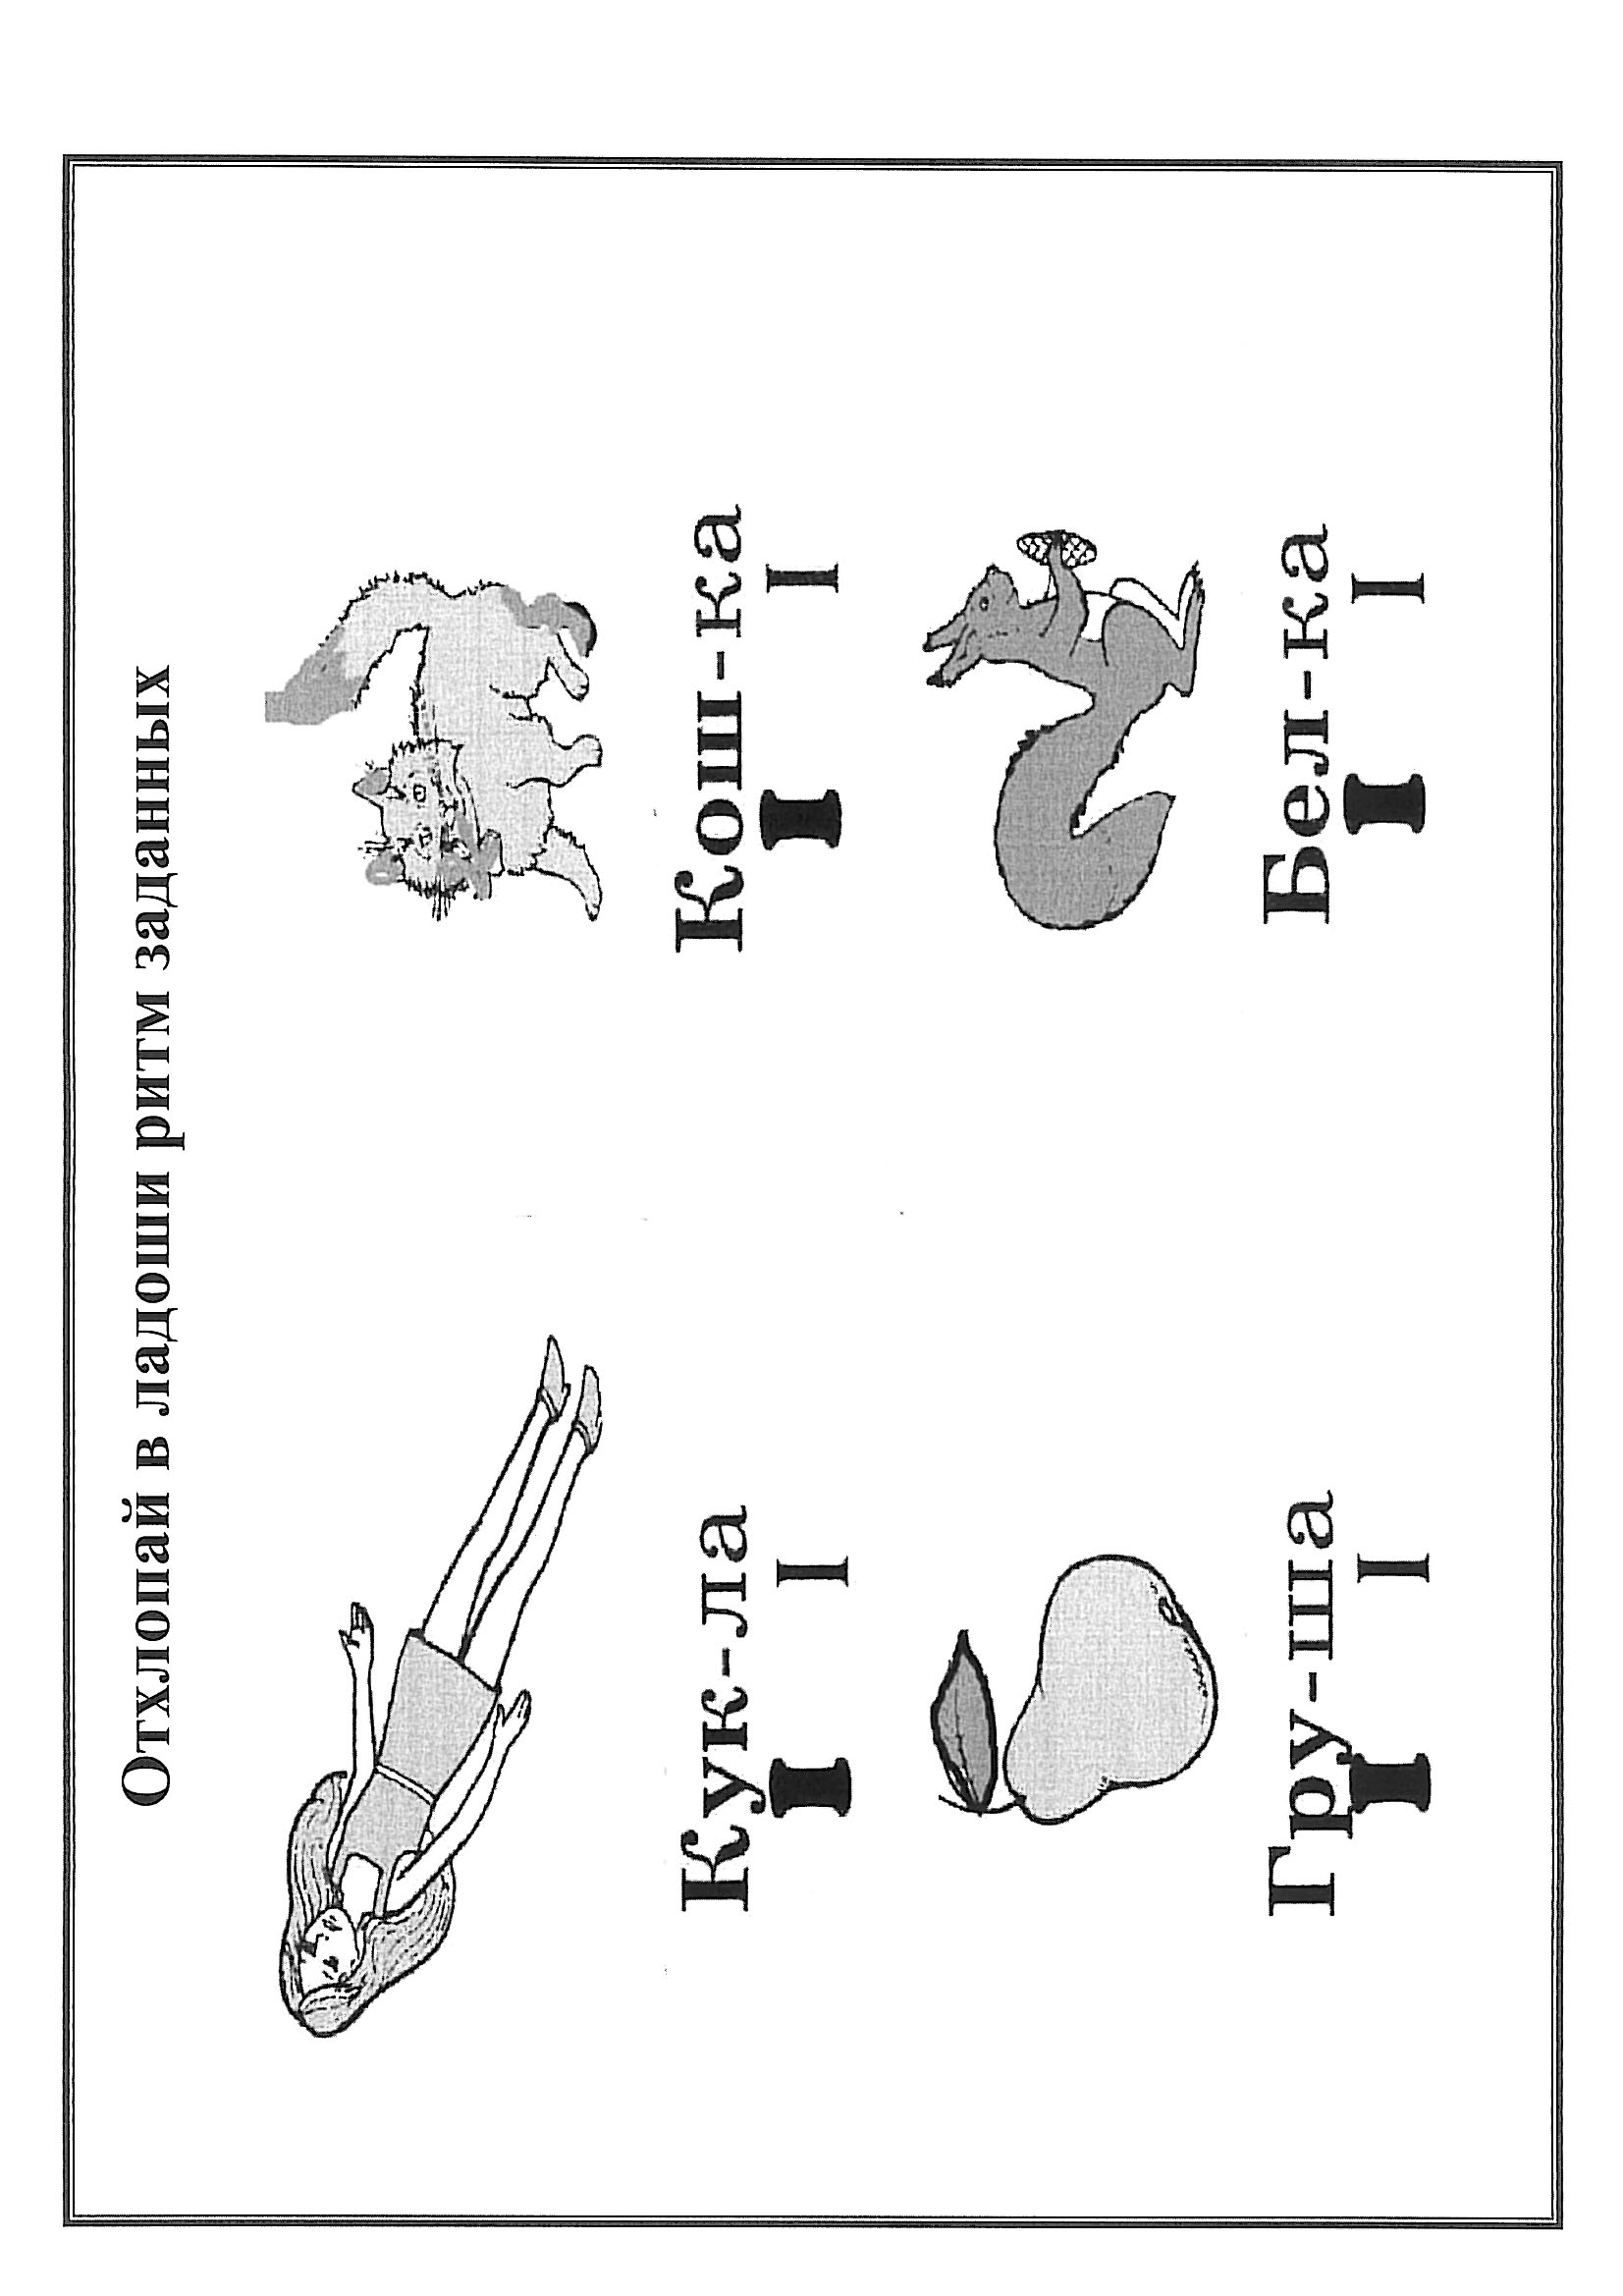 Отхлопай в ладоши ритм заданных
Кук-ла Кош-ка
I I I I
Гру-ша Бел-ка
I I I I